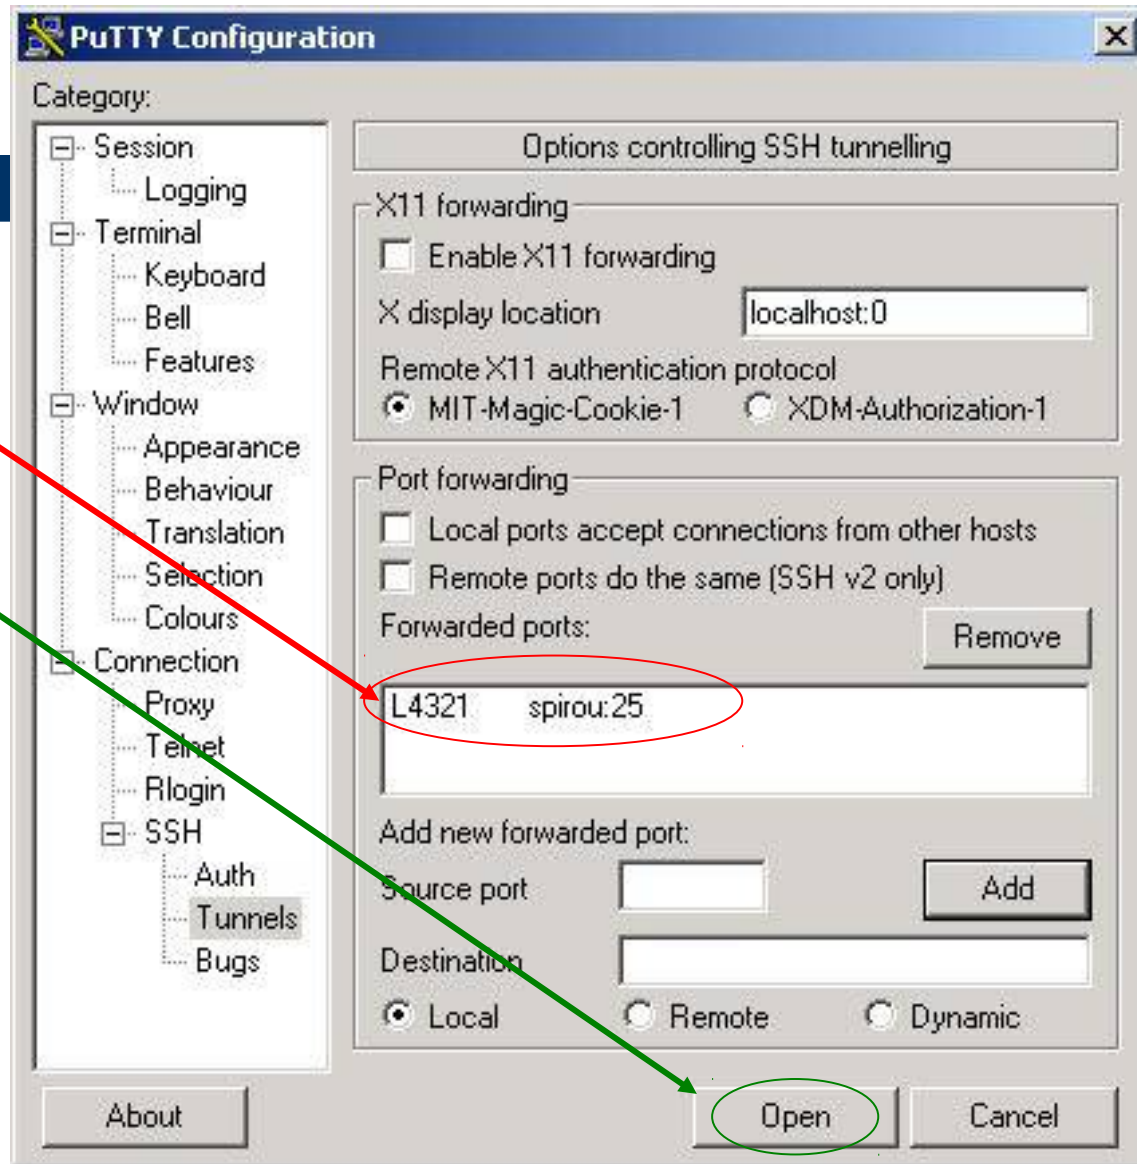 PuTTY Configuration
Category:
Session
Logging
Terminal
Keyboard
Bell
Features
Window
Appearance
Behaviour
Translation
Selection
Colours
Connection
Proxy
Telnet
Rlogin
SSH
Auth
Tunnels
Bugs
Options controlling SSH tunnelling
X11 forwarding
Enable X11 forwarding
X display location localhost:0
Remote X11 authentication protocol
MIT-Magic-Cookie-1 XDM-Authorization-1
Port forwarding
Local ports accept connections from other hosts
Remote ports do the same (SSH v2 only)
Forwarded ports: Remove
L4321 spirou:25
Add new forwarded port:
Source port Add
Destination
Local Remote Dynamic
About Open Cancel